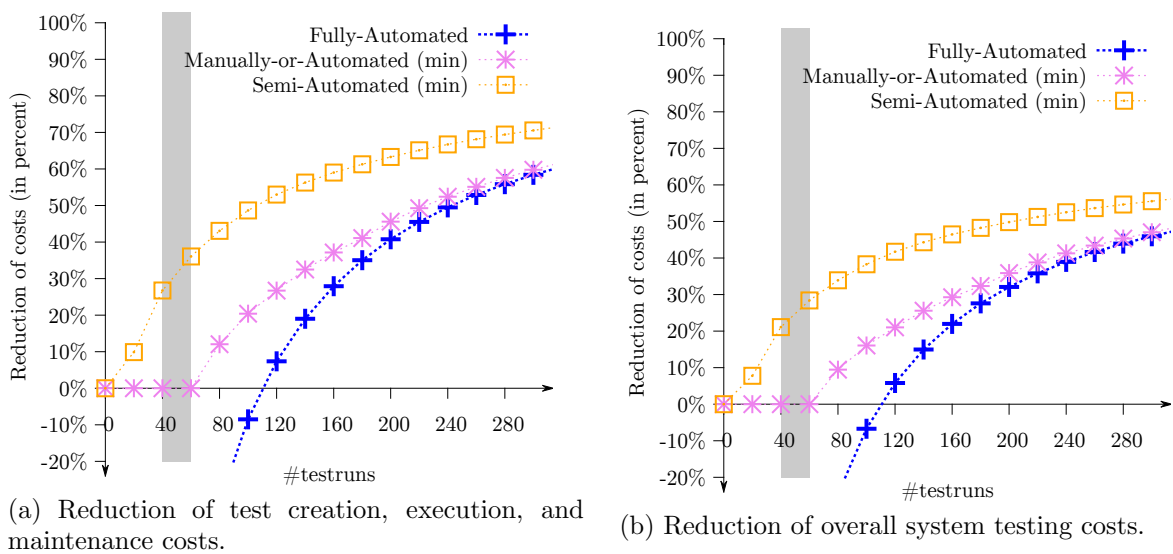 100%
90%
80%
70%
60%
50%
40%
30%
20%
10%
0%
-10%
-20%
Reduction of costs (in percent)
Fully-Automated
Manually-or-Automated (min)
Semi-Automated (min)
0 40 80 120 160 200 240 280
#testruns
(a) Reduction of test creation, execution, and
maintenance costs.
100%
90%
80%
70%
60%
50%
40%
30%
20%
10%
0%
-10%
-20%
Reduction of costs (in percent)
Fully-Automated
Manually-or-Automated (min)
Semi-Automated (min)
0 40 80 120 160 200 240 280
#testruns
(b) Reduction of overall system testing costs.